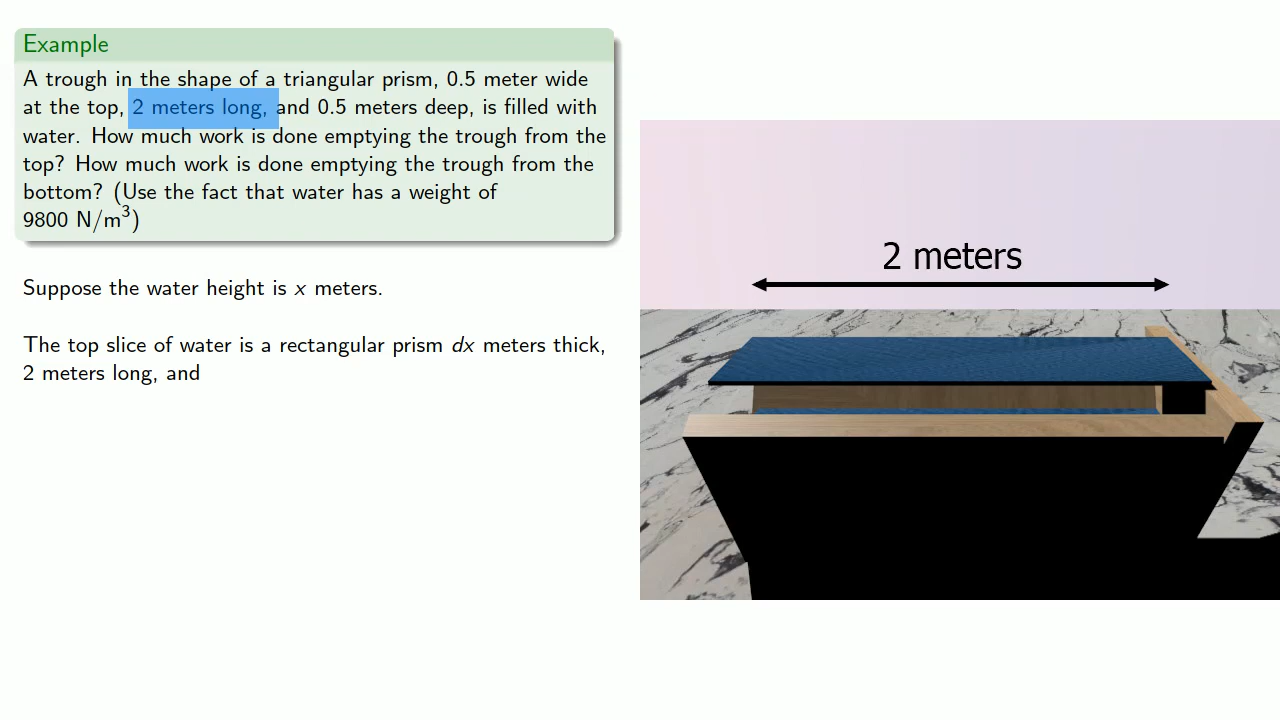 Example
A trough in the shape of a triangular prism, 0.5 meter wide
at the top, 2 meters long, and 0.5 meters deep, is filled with
water. How much work is done emptying the trough from the
top? How much work is done emptying the trough from the
bottom? (Use the fact that water has a weight of
9800 N/m³)
Suppose the water height is x meters.
The top slice of water is a rectangular prism dx meters thick,
2 meters long, and
2 meters